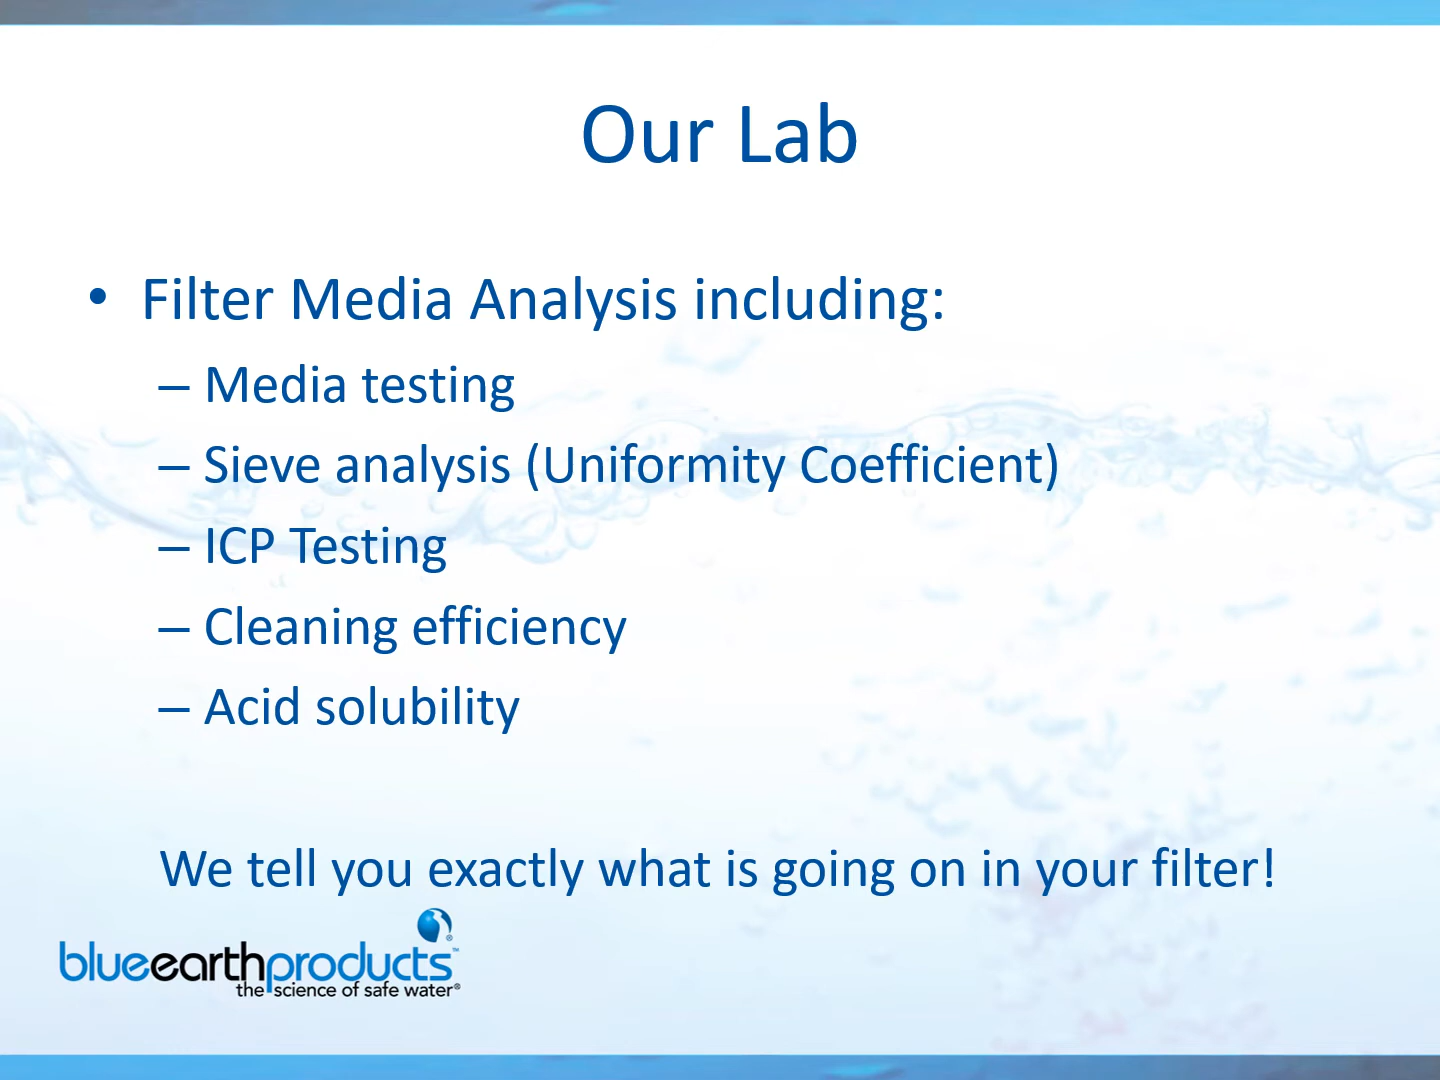 Our Lab
• Filter Media Analysis including:
– Media testing
– Sieve analysis (Uniformity Coefficient)
– ICP Testing
– Cleaning efficiency
– Acid solubility
We tell you exactly what is going on in your filter!
blueearthproducts™
the science of safe water®